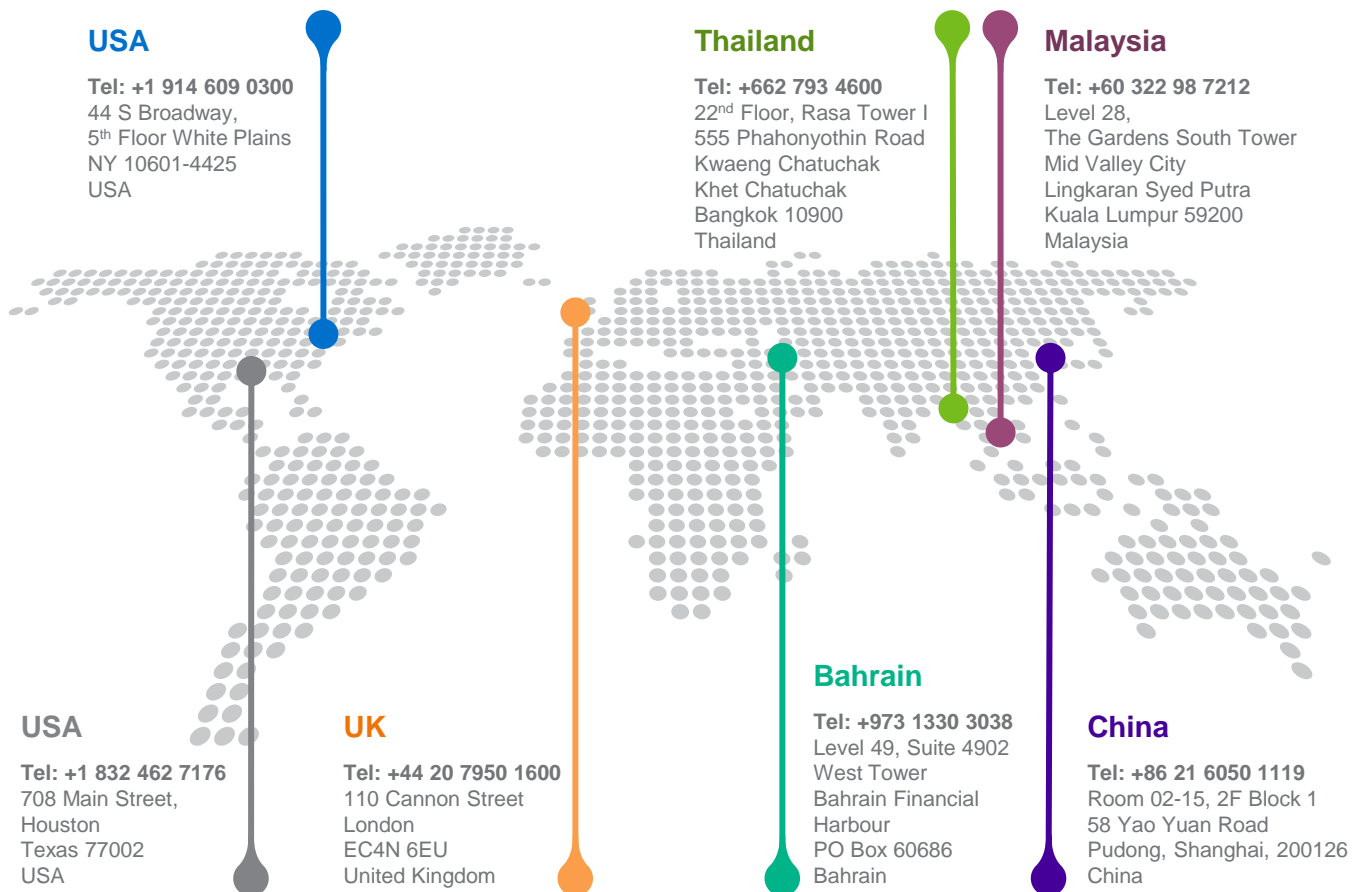 USA
Tel: +1 914 609 0300
44 S Broadway,
5th Floor White Plains
NY 10601-4425
USA
Thailand
Tel: +662 793 4600
22nd Floor, Rasa Tower I
555 Phahonyothin Road
Kwaeng Chatuchak
Khet Chatuchak
Bangkok 10900
Thailand
Malaysia
Tel: +60 322 98 7212
Level 28,
The Gardens South Tower
Mid Valley City
Lingkaran Syed Putra
Kuala Lumpur 59200
Malaysia
USA
Tel: +1 832 462 7176
708 Main Street,
Houston
Texas 77002
USA
UK
Tel: +44 20 7950 1600
110 Cannon Street
London
EC4N 6EU
United Kingdom
Bahrain
Tel: +973 1330 3038
Level 49, Suite 4902
West Tower
Bahrain Financial
Harbour
PO Box 60686
Bahrain
China
Tel: +86 21 6050 1119
Room 02-15, 2F Block 1
58 Yao Yuan Road
Pudong, Shanghai, 200126
China